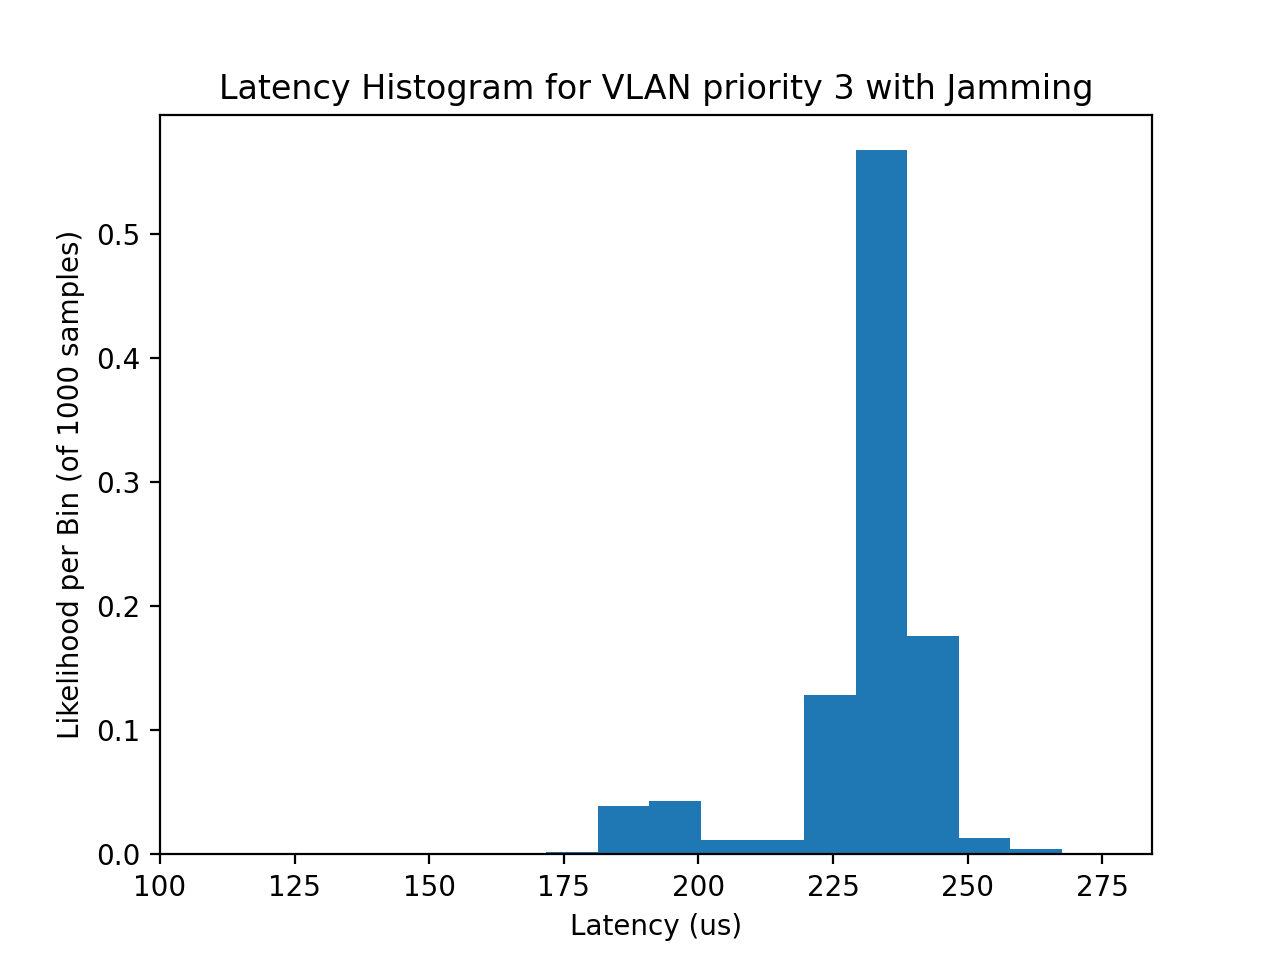 Latency Histogram for VLAN priority 3 with Jamming
Likelihood per Bin (of 1000 samples)
0.5
0.4
0.3
0.2
0.1
0.0
100 125 150 175 200 225 250 275
Latency (us)